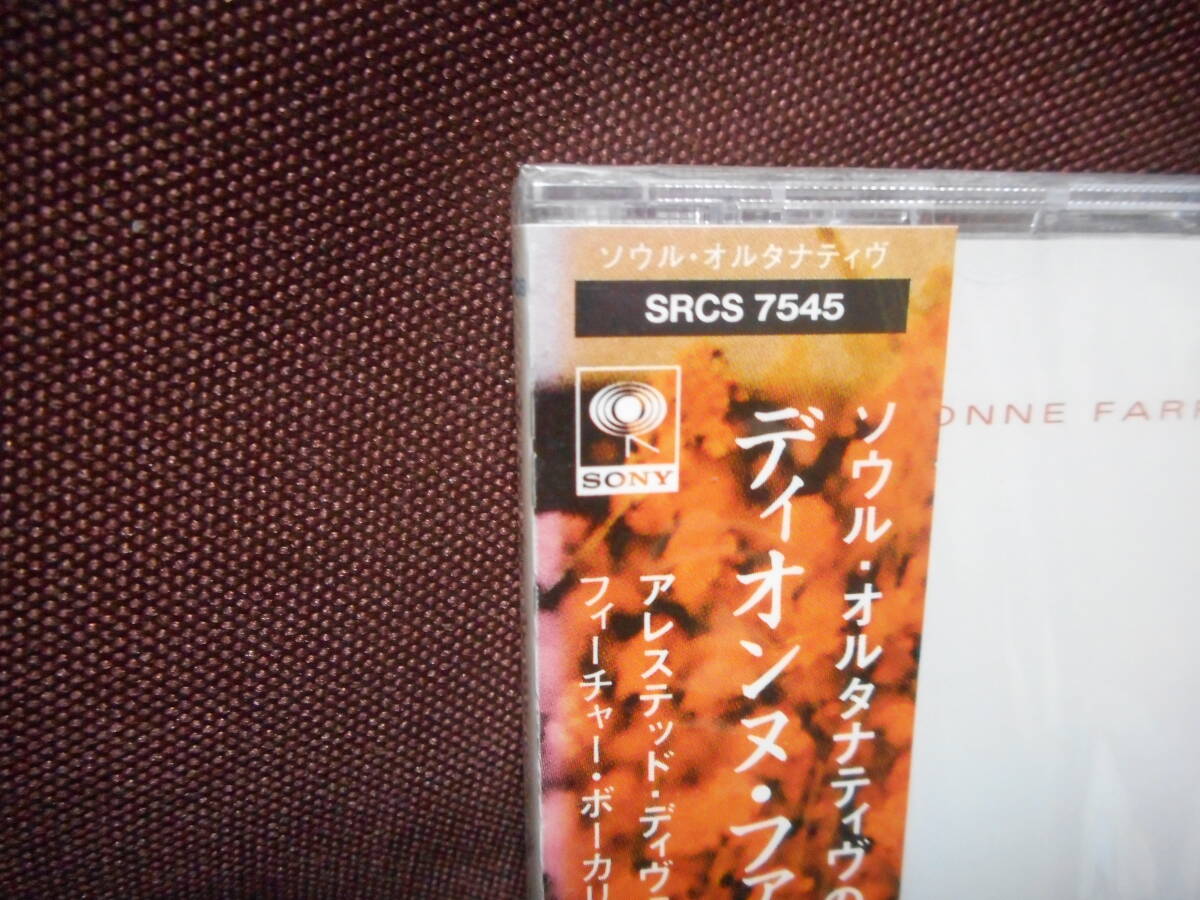 ソウル・オルタナティヴ
SRCS 7545
SONY
ONNE FAR
ソウル・オルタナティヴの
ディオンヌ・ファ
アレステッド・ディヴェ
フィーチャー・ボーカリ